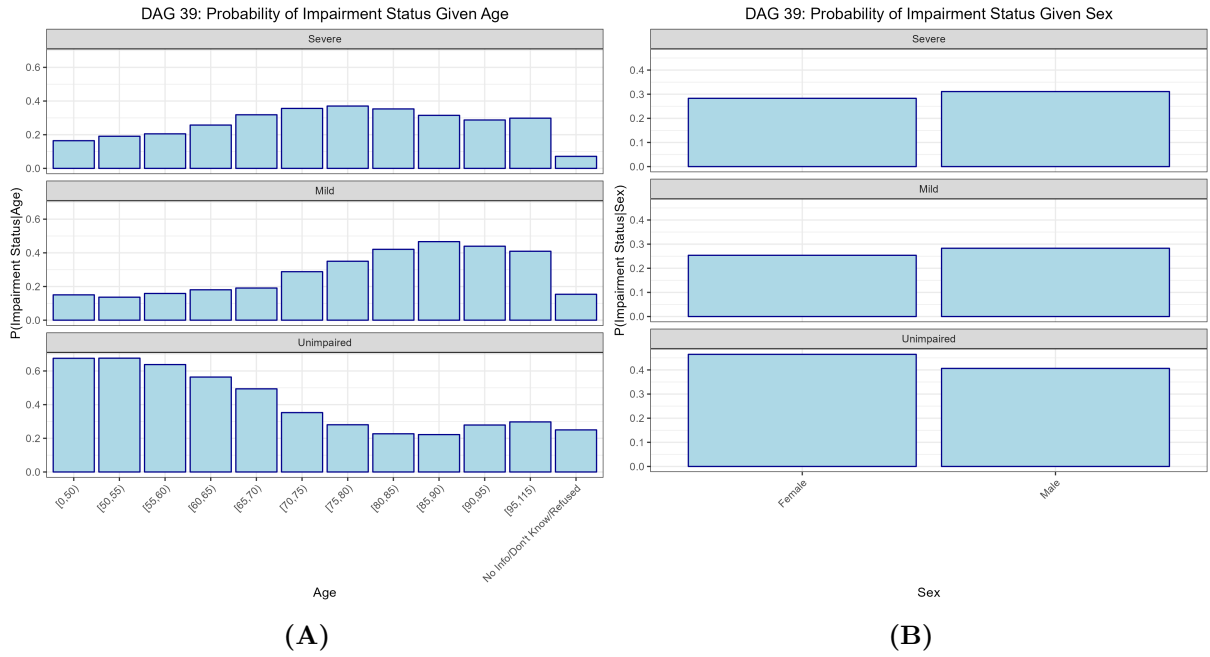 DAG 39: Probability of Impairment Status Given Age
Severe
0.6
0.4
0.2
0.0
Mild
0.6
0.4
0.2
0.0
Unimpaired
0.6
0.4
0.2
0.0
P(Impairment Status|Age)
[0,50)
[50,55)
[55,60)
[60,65)
[65,70)
[70,75)
[75,80)
[80,85)
[85,90)
[90,95)
[95,115)
No Info/Don't Know/Refused
Age
(A)
DAG 39: Probability of Impairment Status Given Sex
Severe
0.4
0.3
0.2
0.1
0.0
Mild
0.4
0.3
0.2
0.1
0.0
Unimpaired
0.4
0.3
0.2
0.1
0.0
P(Impairment Status|Sex)
Female
Male
Sex
(B)